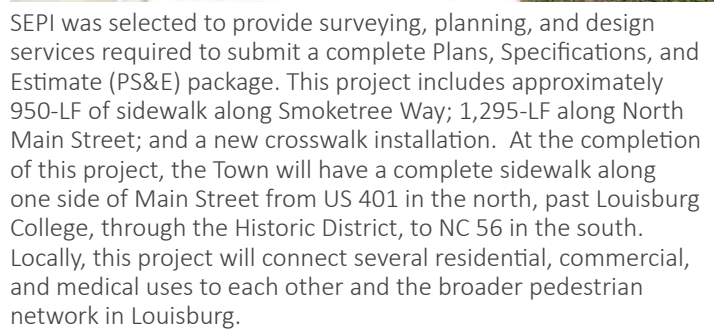 SEPI was selected to provide surveying, planning, and design
services required to submit a complete Plans, Specifications, and
Estimate (PS&E) package. This project includes approximately
950-LF of sidewalk along Smoketree Way; 1,295-LF along North
Main Street; and a new crosswalk installation.  At the completion
of this project, the Town will have a complete sidewalk along
one side of Main Street from US 401 in the north, past Louisburg
College, through the Historic District, to NC 56 in the south.
Locally, this project will connect several residential, commercial,
and medical uses to each other and the broader pedestrian
network in Louisburg.